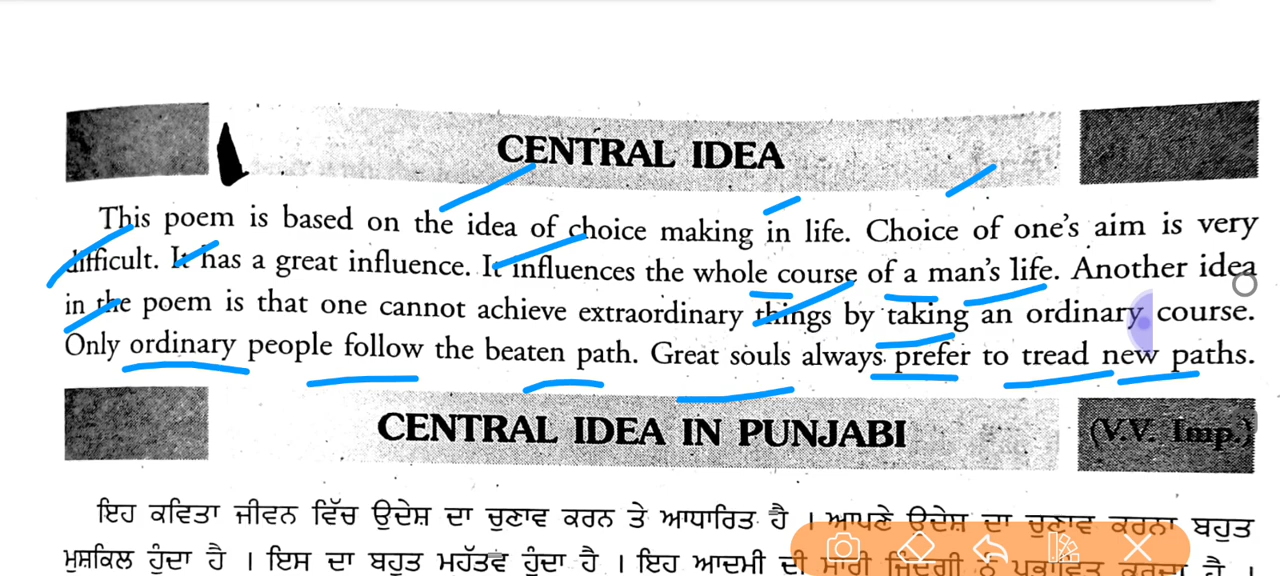 CENTRAL IDEA
This poem is based on the idea of choice making in life. Choice of one's aim is very
difficult. It has a great influence. It influences the whole course of a man's life. Another idea
in the poem is that one cannot achieve extraordinary things by taking an ordinary course.
Only ordinary people follow the beaten path. Great souls always prefer to tread new paths.
CENTRAL IDEA IN PUNJABI (V.V. Imp.)
ਇਹ ਕਵਿਤਾ ਜੀਵਨ ਵਿੱਚ ਉਦੇਸ਼ ਦਾ ਚੁਣਾਵ ਕਰਨ ਤੇ ਆਧਾਰਿਤ ਹੈ । ਆਪਣੇ ਉਦੇਸ਼ ਦਾ ਚੁਣਾਵ ਕਰਨਾ ਬਹੁਤ
ਮੁਸ਼ਕਿਲ ਹੁੰਦਾ ਹੈ । ਇਸ ਦਾ ਬਹੁਤ ਮਹੱਤਵ ਹੁੰਦਾ ਹੈ । ਇਹ ਆਦਮੀ ਦੀ ਸਾਰੀ ਜਿੰਦਗੀ ਨੂੰ ਪ੍ਰਭਾਵਿਤ ਕਰਦਾ ਹੈ ।